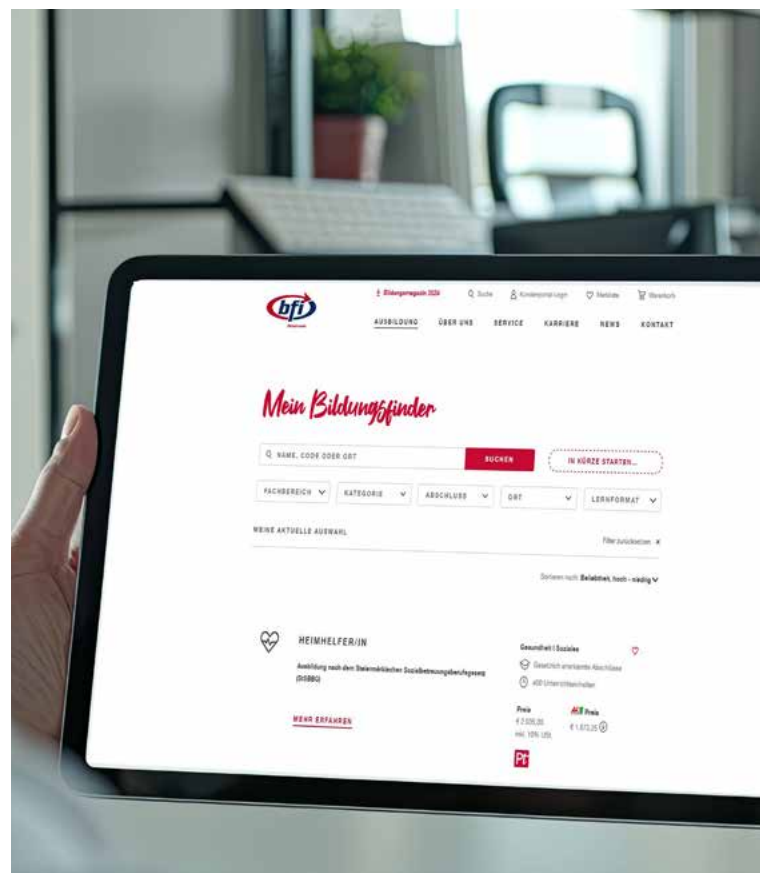 Bildungsmagazin 2024 Suche Kundenportal-Login Merkliste Warenkorb
bfi
AUSBILDUNG ÜBER UNS SERVICE KARRIERE NEWS KONTAKT
Mein Bildungsfinder
NAME, CODE ODER ORT SUCHEN IN KÜRZE STARTEN...
FACHBEREICH KATEGORIE ABSCHLUSS ORT LERNFORMAT
MEINE AKTUELLE AUSWAHL Filter zurücksetzen
Sortieren nach: Beliebtheit, hoch - niedrig
HEIMHELFER/IN
Ausbildung nach dem Steiermärkischen Sozialbetreuungsberufegesetz
(StSBBG)
MEHR ERFAHREN
Gesundheit | Soziales
Gesetzlich anerkannte Abschlüsse
400 Unterrichtseinheiten
Preis AK Preis
inkl. 10% USt.
Pt